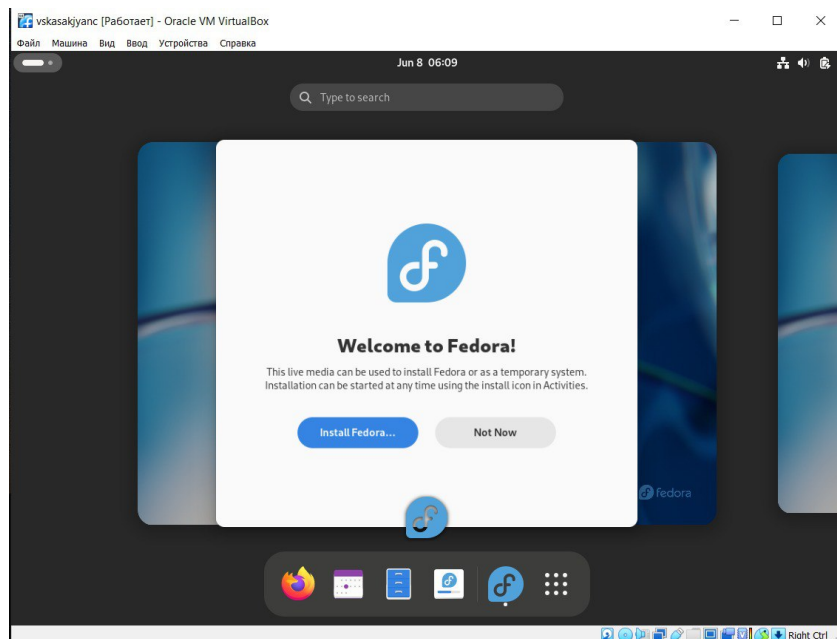 vskasakjyanc [Работает] - Oracle VM VirtualBox
Файл Машина Вид Ввод Устройства Справка
Jun 8 06:09
Type to search
Welcome to Fedora!
This live media can be used to install Fedora or as a temporary system.
Installation can be started at any time using the install icon in Activities.
Install Fedora... Not Now
fedora
Right Ctrl